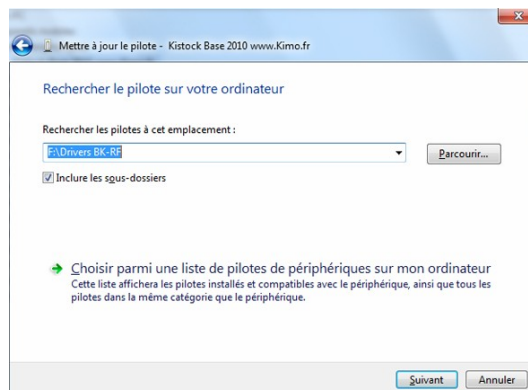 Mettre à jour le pilote - Kistock Base 2010 www.Kimo.fr
Rechercher le pilote sur votre ordinateur
Rechercher les pilotes à cet emplacement :
F:\Drivers BK-RF
Parcourir...
Inclure les sous-dossiers
Choisir parmi une liste de pilotes de périphériques sur mon ordinateur
Cette liste affichera les pilotes installés et compatibles avec le périphérique, ainsi que tous les
pilotes dans la même catégorie que le périphérique.
Suivant
Annuler